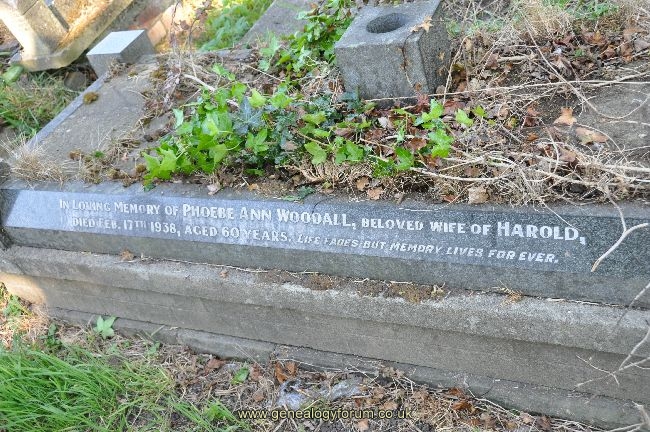 IN LOVING MEMORY OF PHOEBE ANN WOODALL, BELOVED WIFE OF HAROLD,
DIED FEB. 17TH 1938, AGED 60 YEARS. LIFE FADES BUT MEMORY LIVES FOR EVER.
www.genealogyforum.co.uk